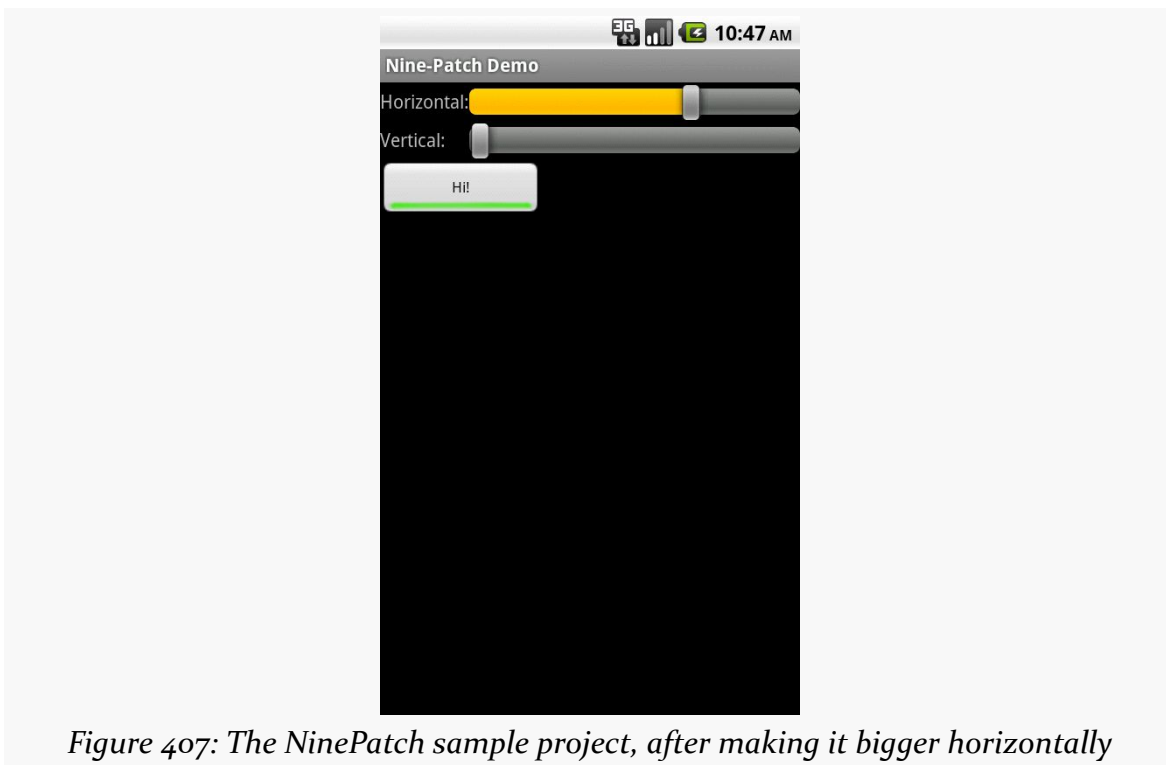 3G 10:47 AM
Nine-Patch Demo
Horizontal:
Vertical:
Hi!
Figure 407: The NinePatch sample project, after making it bigger horizontally